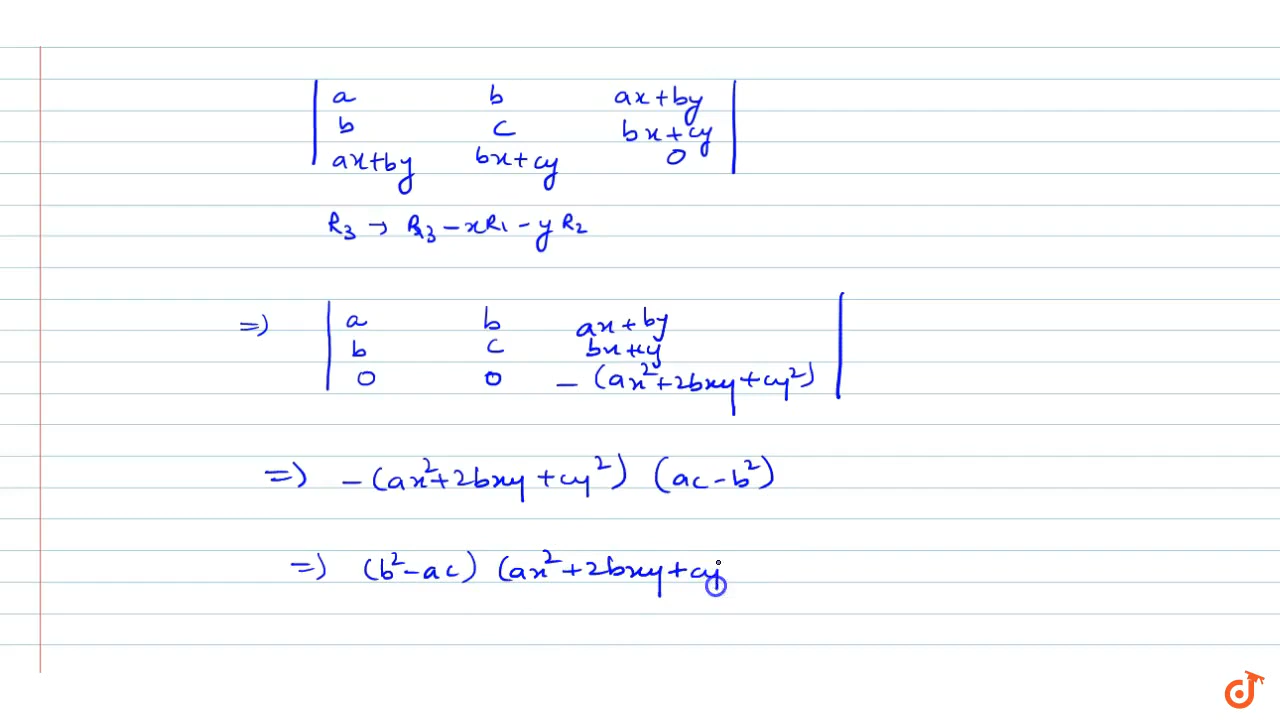 a b ax+by
b c bx+cy
ax+by bx+cy 0
R₃ → R₃ - xR₁ - yR₂
=) a b ax+by
b c bx+cy
0 0 - (ax²+2bxy+cy²)
=) - (ax²+2bxy+cy²) (ac-b²)
=) (b²-ac) (ax²+2bxy+cy